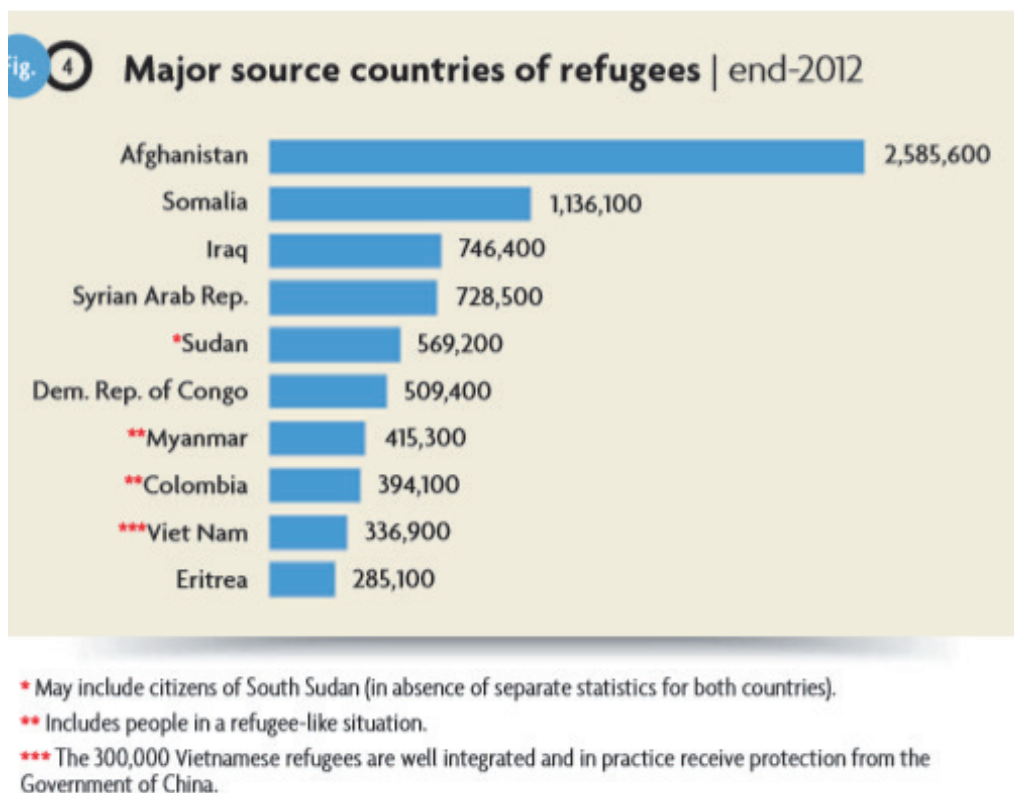 Fig. 4 Major source countries of refugees | end-2012
Afghanistan 2,585,600
Somalia 1,136,100
Iraq 746,400
Syrian Arab Rep. 728,500
*Sudan 569,200
Dem. Rep. of Congo 509,400
**Myanmar 415,300
**Colombia 394,100
***Viet Nam 336,900
Eritrea 285,100
* May include citizens of South Sudan (in absence of separate statistics for both countries).
** Includes people in a refugee-like situation.
*** The 300,000 Vietnamese refugees are well integrated and in practice receive protection from the
Government of China.